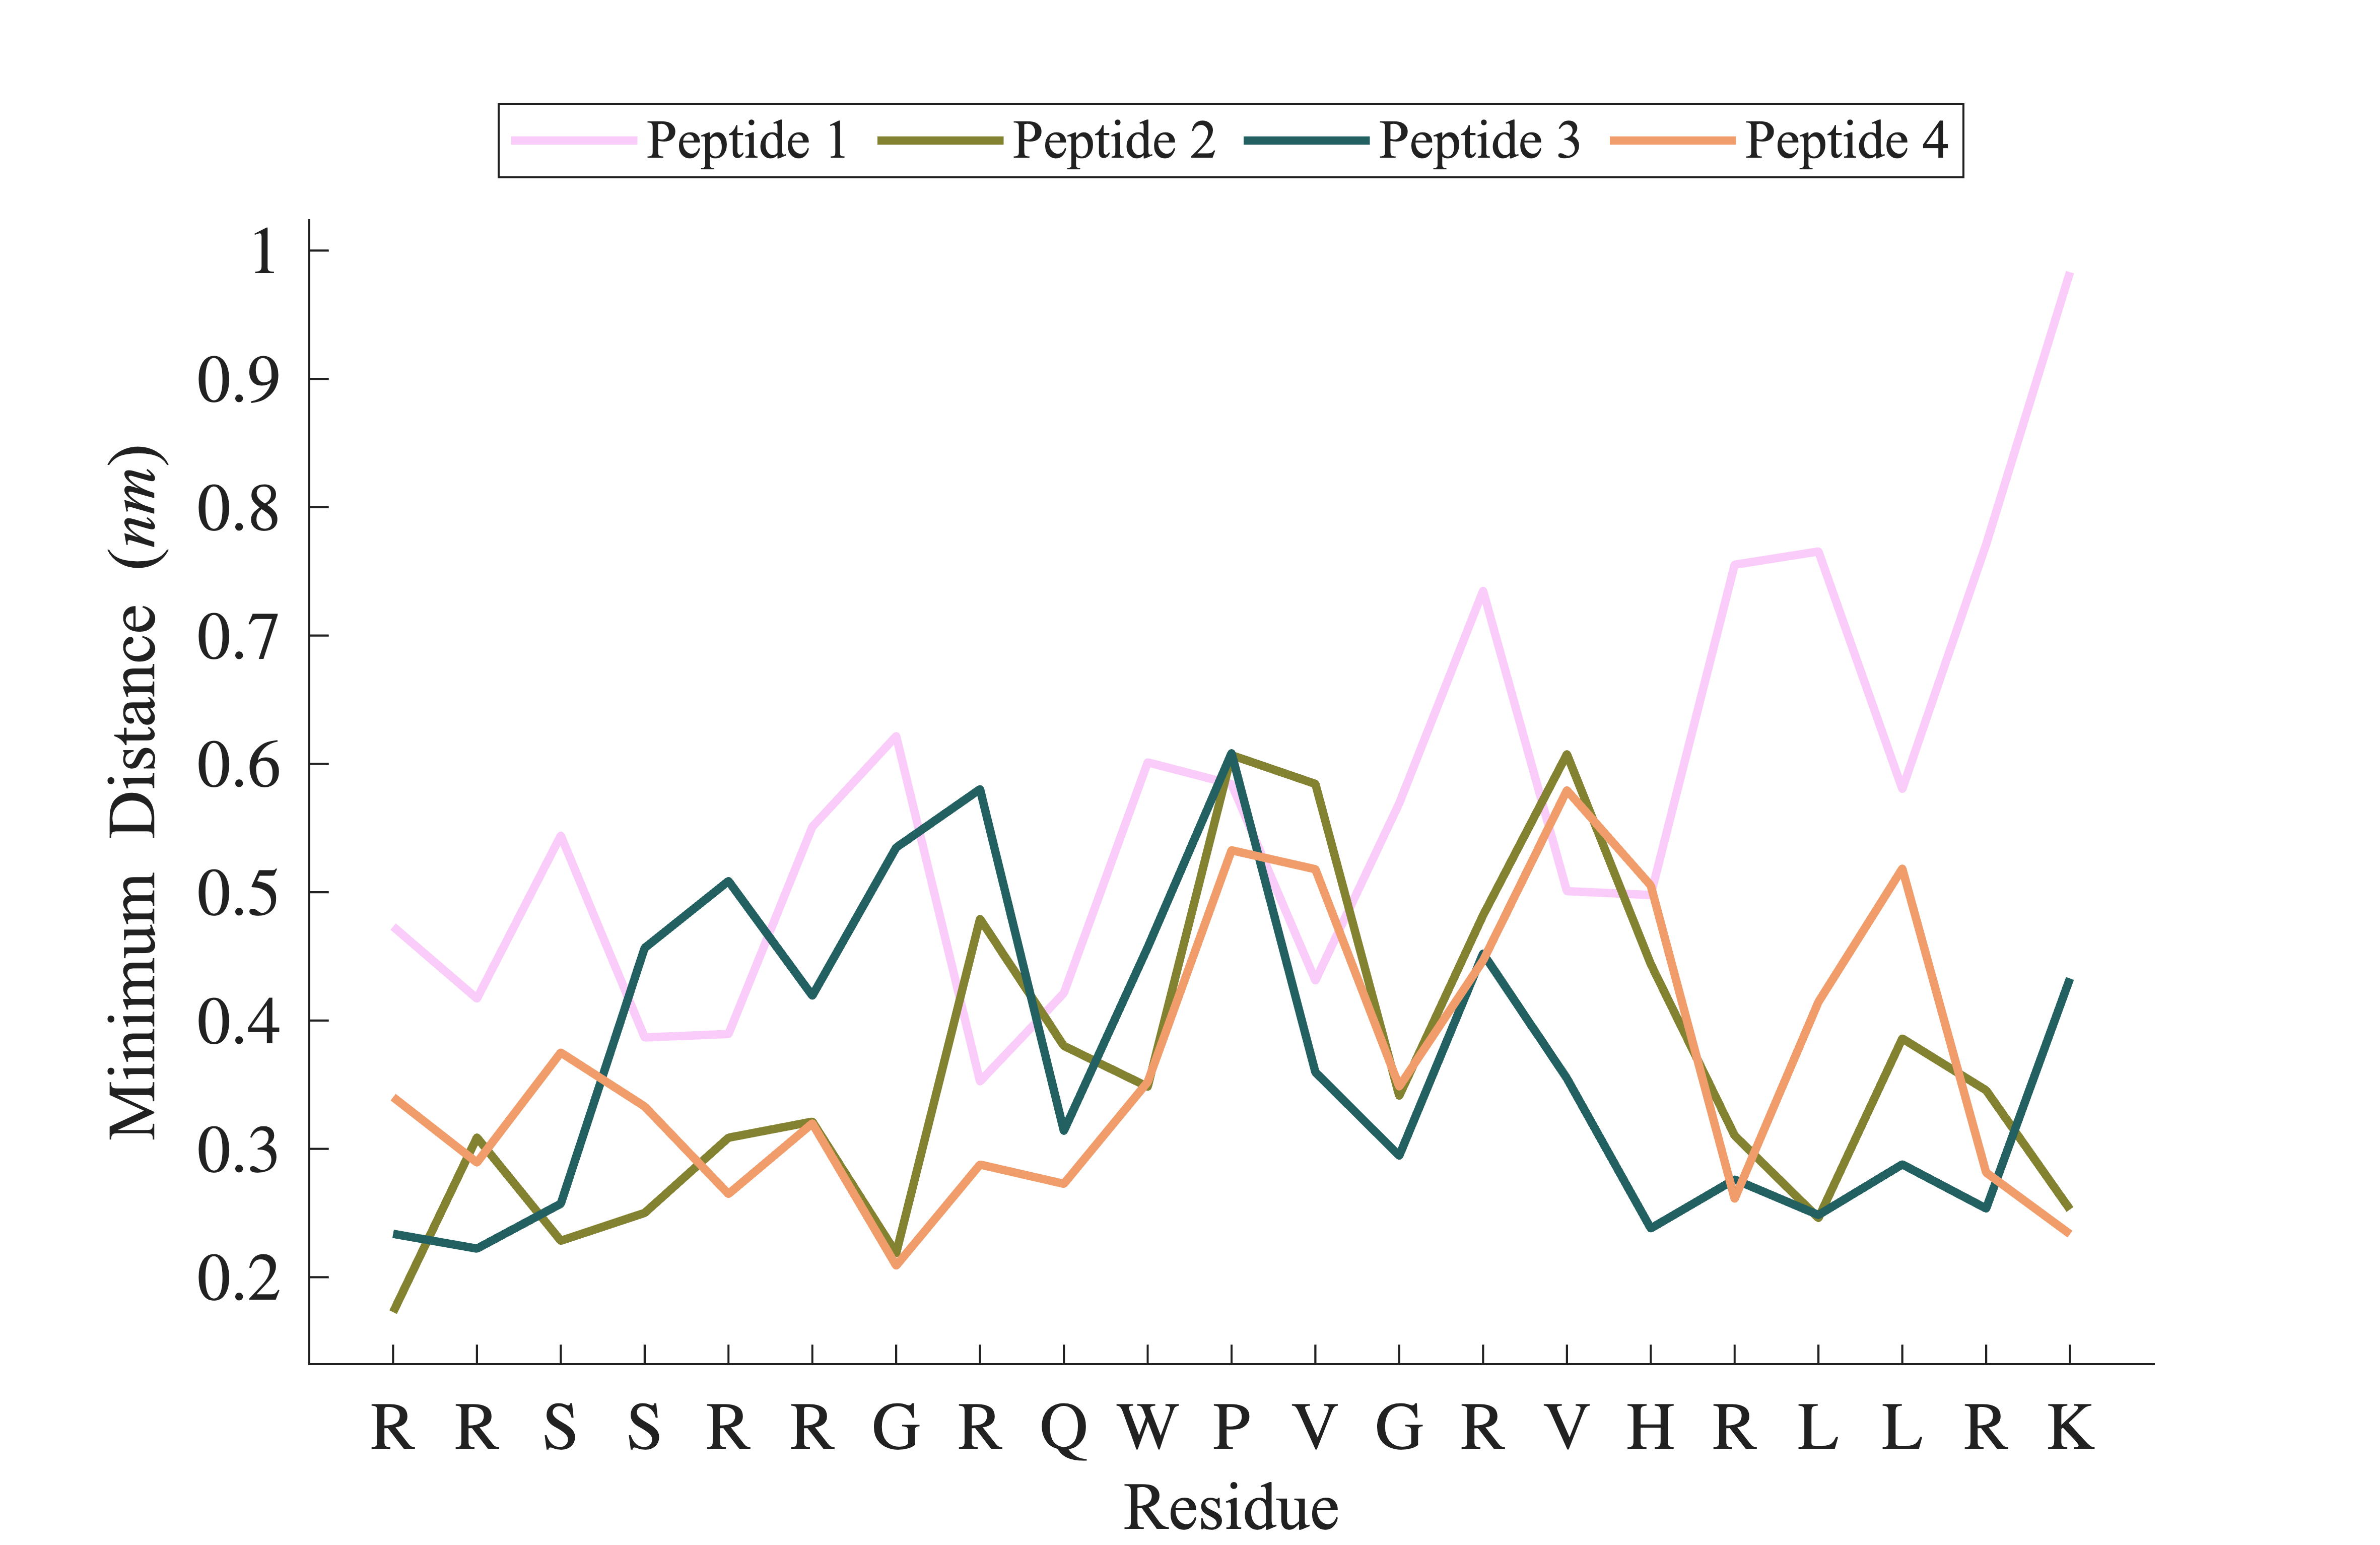 Peptide 1 Peptide 2 Peptide 3 Peptide 4
1
0.9
0.8
0.7
0.6
0.5
0.4
0.3
0.2
Minimum Distance (nm)
R R S S R R G R Q W P V G R V H R L L R K
Residue